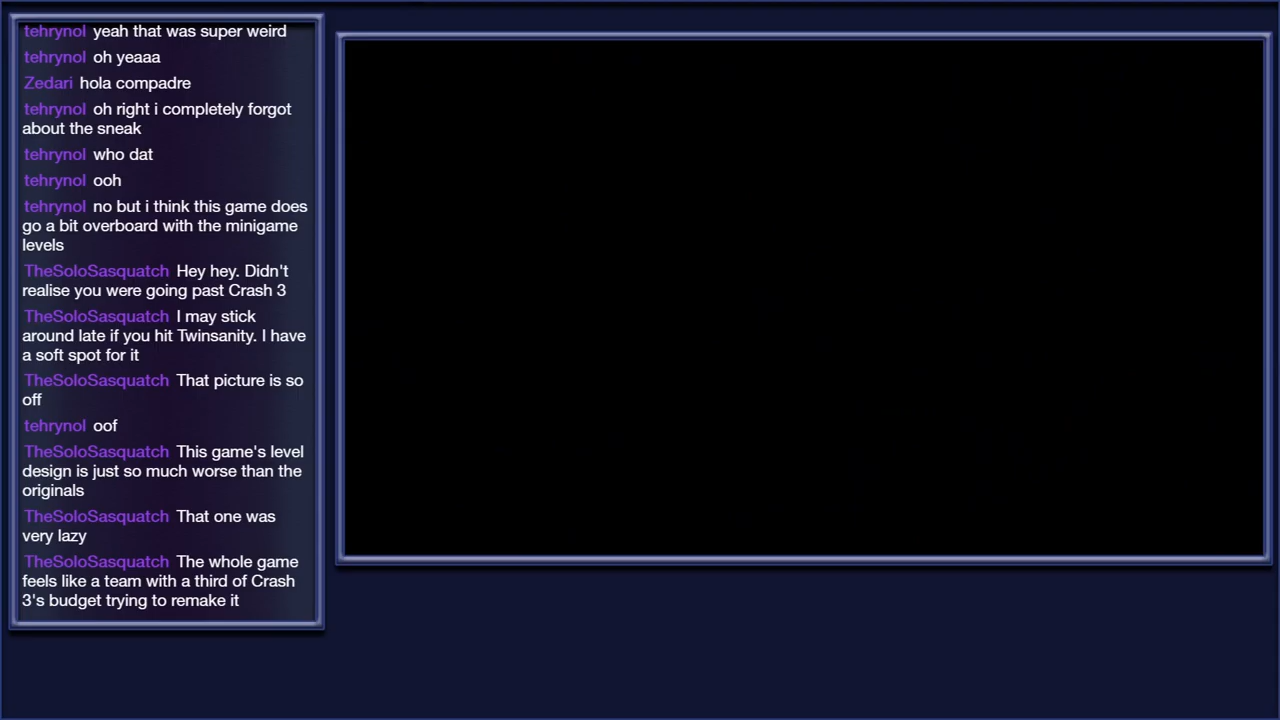 tehrynol yeah that was super weird
tehrynol oh yeaaa
Zedari hola compadre
tehrynol oh right i completely forgot
about the sneak
tehrynol who dat
tehrynol ooh
tehrynol no but i think this game does
go a bit overboard with the minigame
levels
TheSoloSasquatch Hey hey. Didn't
realise you were going past Crash 3
TheSoloSasquatch I may stick
around late if you hit Twinsanity. I have
a soft spot for it
TheSoloSasquatch That picture is so
off
tehrynol oof
TheSoloSasquatch This game's level
design is just so much worse than the
originals
TheSoloSasquatch That one was
very lazy
TheSoloSasquatch The whole game
feels like a team with a third of Crash
3's budget trying to remake it